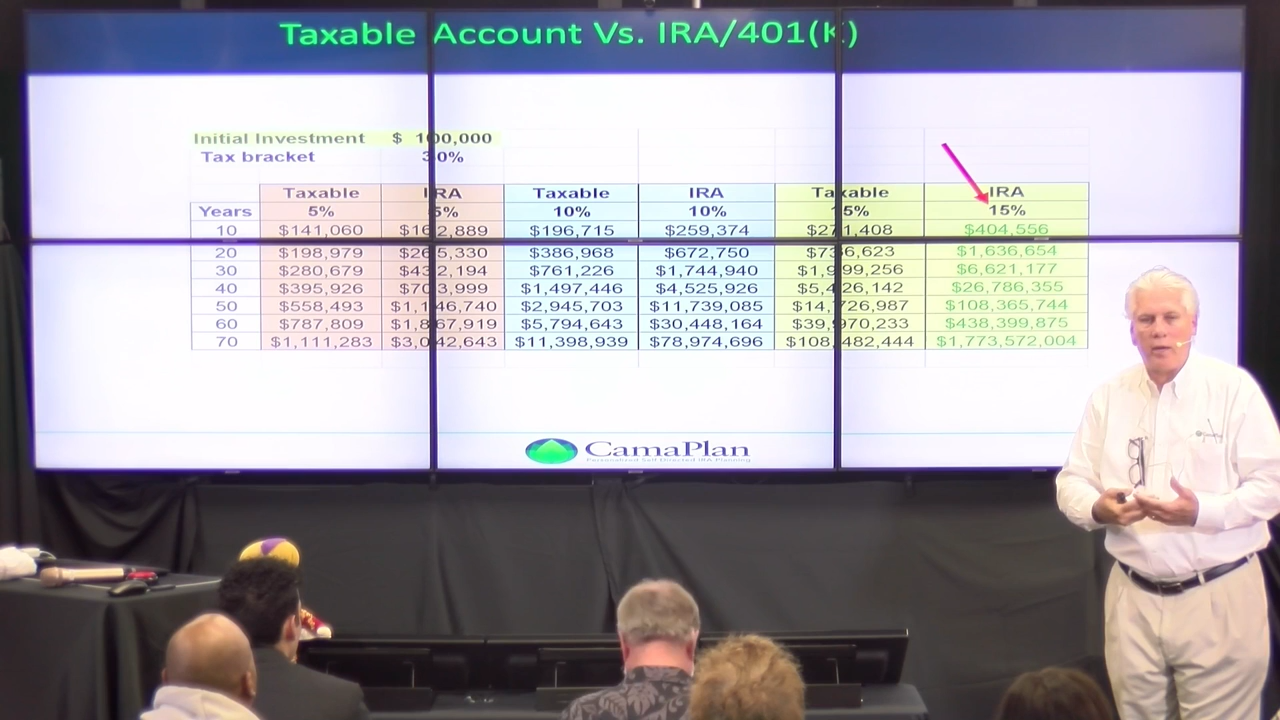 Taxable Account Vs. IRA/401(K)
Initial Investment $ 100,000
Tax bracket 30%
Taxable IRA Taxable IRA Taxable IRA
Years 5% 5% 10% 10% 15% 15%
10 $141,060 $162,889 $196,715 $259,374 $271,408 $404,556
20 $198,979 $265,330 $386,968 $672,750 $736,623 $1,636,654
30 $280,679 $432,194 $761,226 $1,744,940 $1,999,256 $6,621,177
40 $395,926 $703,999 $1,497,446 $4,525,926 $5,426,142 $26,786,355
50 $558,493 $1,146,740 $2,945,703 $11,739,085 $14,726,987 $108,365,744
60 $787,809 $1,867,919 $5,794,643 $30,448,164 $39,970,233 $438,399,875
70 $1,111,283 $3,042,643 $11,398,939 $78,974,696 $108,482,444 $1,773,572,004
CamaPlan
Personalized Self Directed IRA Planning